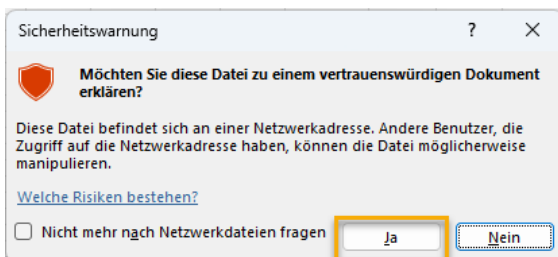 Sicherheitswarnung ?
Möchten Sie diese Datei zu einem vertrauenswürdigen Dokument
erklären?
Diese Datei befindet sich an einer Netzwerkadresse. Andere Benutzer, die
Zugriff auf die Netzwerkadresse haben, können die Datei möglicherweise
manipulieren.
Welche Risiken bestehen?
Nicht mehr nach Netzwerkdateien fragen Ja Nein